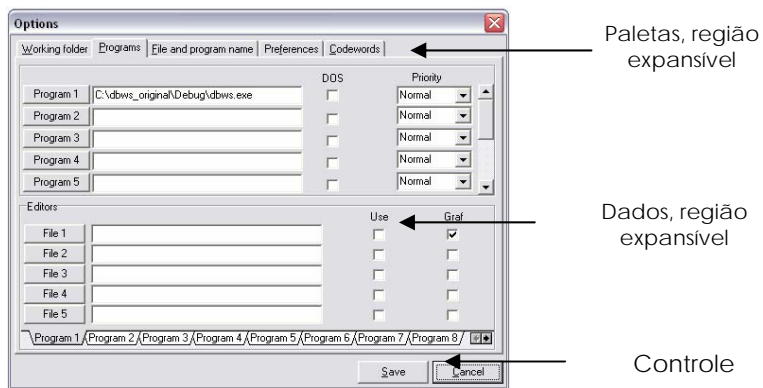 Options
Working folder Programs File and program name Preferences Codewords
Paletas, região
expansível
DOS Priority
Program 1 C:\dbws_original\Debug\dbws.exe Normal
Program 2 Normal
Program 3 Normal
Program 4 Normal
Program 5 Normal
Editors
Use Graf
Dados, região
expansível
File 1
File 2
File 3
File 4
File 5
Program 1 Program 2 Program 3 Program 4 Program 5 Program 6 Program 7 Program 8
Save Cancel
Controle